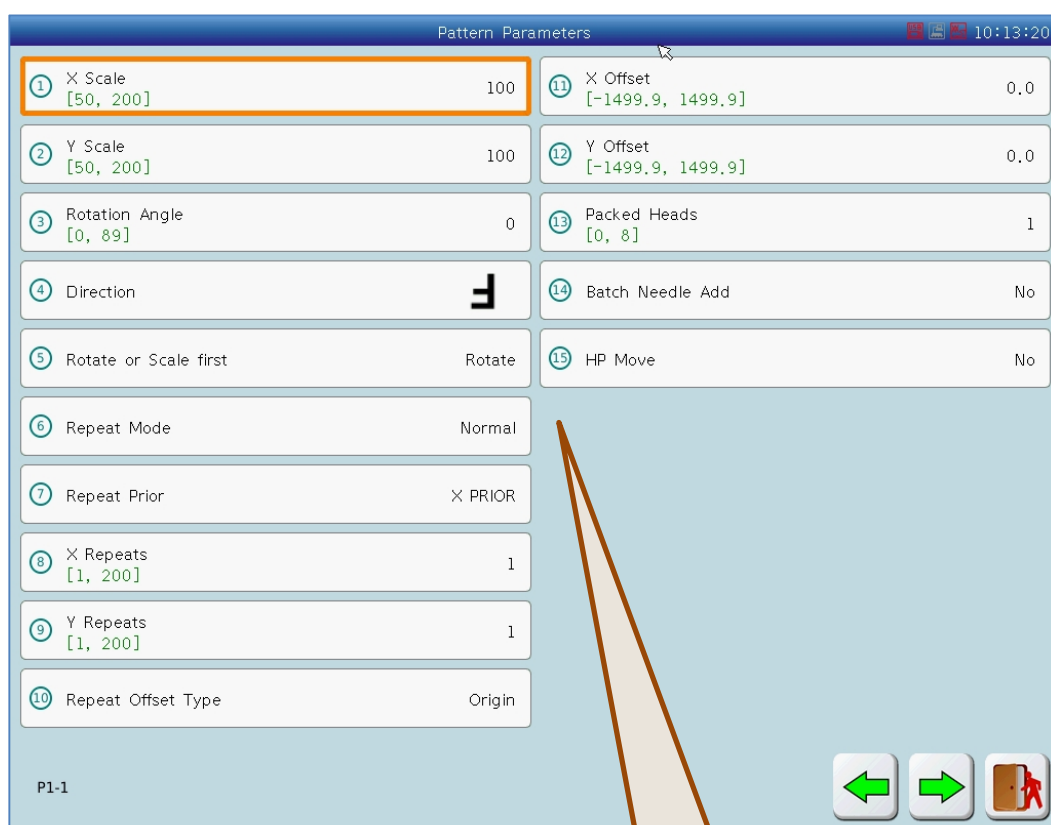 Pattern Parameters
10:13:20
1 X Scale 100
[50, 200]
2 Y Scale 100
[50, 200]
3 Rotation Angle 0
[0, 89]
4 Direction
5 Rotate or Scale first Rotate
6 Repeat Mode Normal
7 Repeat Prior X PRIOR
8 X Repeats 1
[1, 200]
9 Y Repeats 1
[1, 200]
10 Repeat Offset Type Origin
11 X Offset 0.0
[-1499.9, 1499.9]
12 Y Offset 0.0
[-1499.9, 1499.9]
13 Packed Heads 1
[0, 8]
14 Batch Needle Add No
15 HP Move No
P1-1